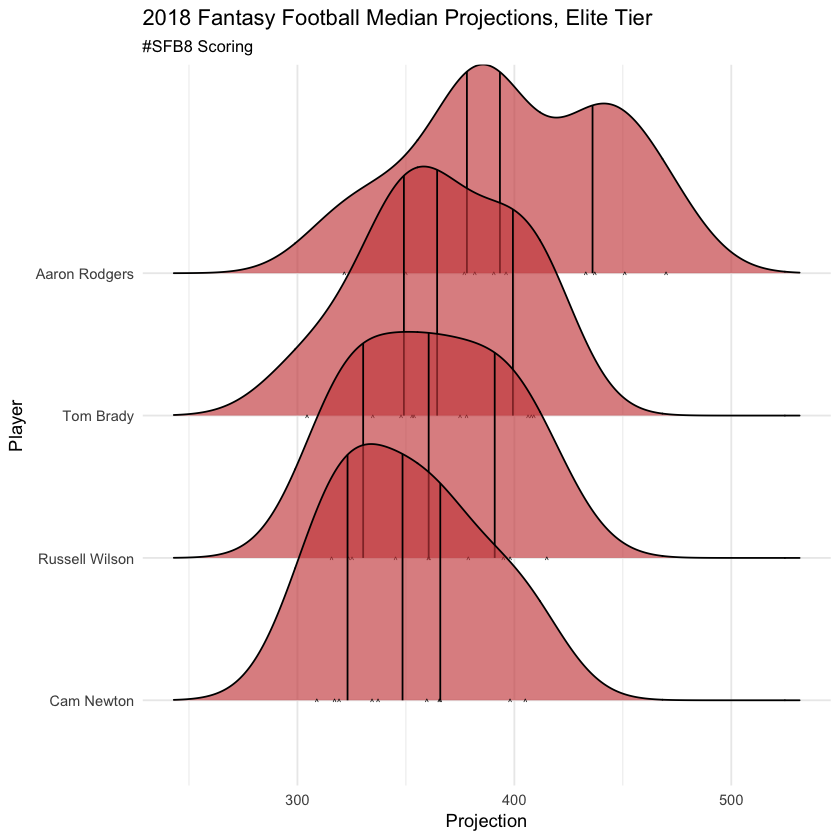 2018 Fantasy Football Median Projections, Elite Tier
#SFB8 Scoring
Player
Aaron Rodgers
Tom Brady
Russell Wilson
Cam Newton
300 400 500
Projection